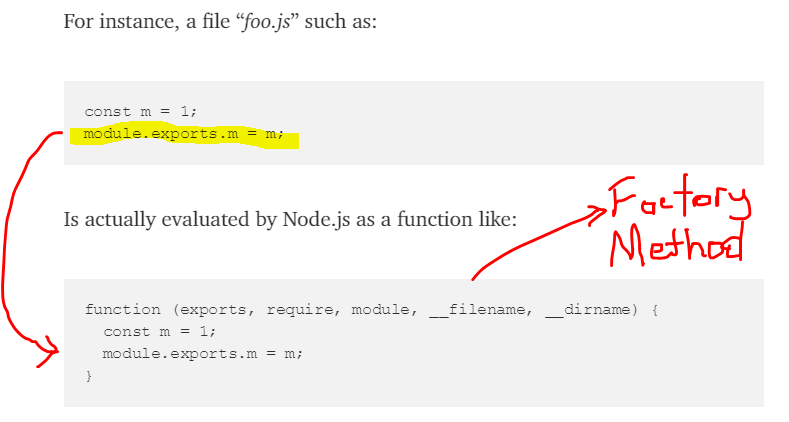 For instance, a file “foo.js” such as:
const m = 1;
module.exports.m = m;
Factory
Method
Is actually evaluated by Node.js as a function like:
function (exports, require, module, __filename, __dirname) {
  const m = 1;
  module.exports.m = m;
}